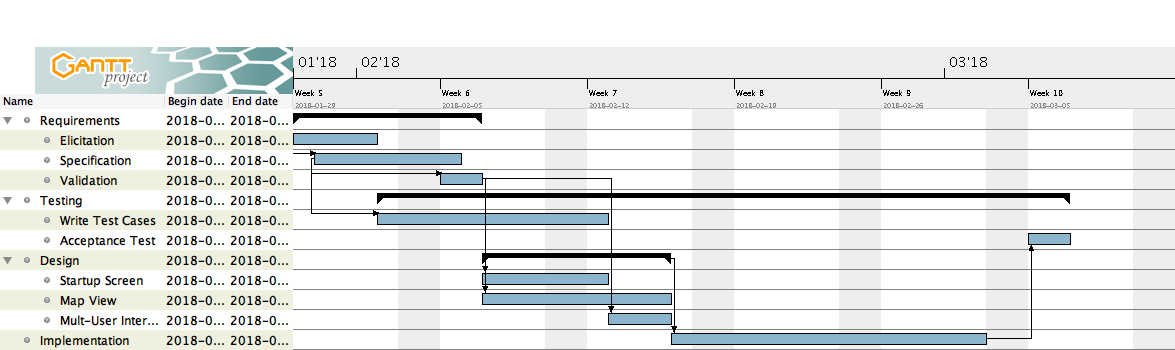 GANTT
project
01'18 02'18 03'18
Week 5 Week 6 Week 7 Week 8 Week 9 Week 10
2018-01-29 2018-02-05 2018-02-12 2018-02-19 2018-02-26 2018-03-05
Name Begin date End date
Requirements 2018-0... 2018-0...
Elicitation 2018-0... 2018-0...
Specification 2018-0... 2018-0...
Validation 2018-0... 2018-0...
Testing 2018-0... 2018-0...
Write Test Cases 2018-0... 2018-0...
Acceptance Test 2018-0... 2018-0...
Design 2018-0... 2018-0...
Startup Screen 2018-0... 2018-0...
Map View 2018-0... 2018-0...
Mult-User Inter... 2018-0... 2018-0...
Implementation 2018-0... 2018-0...